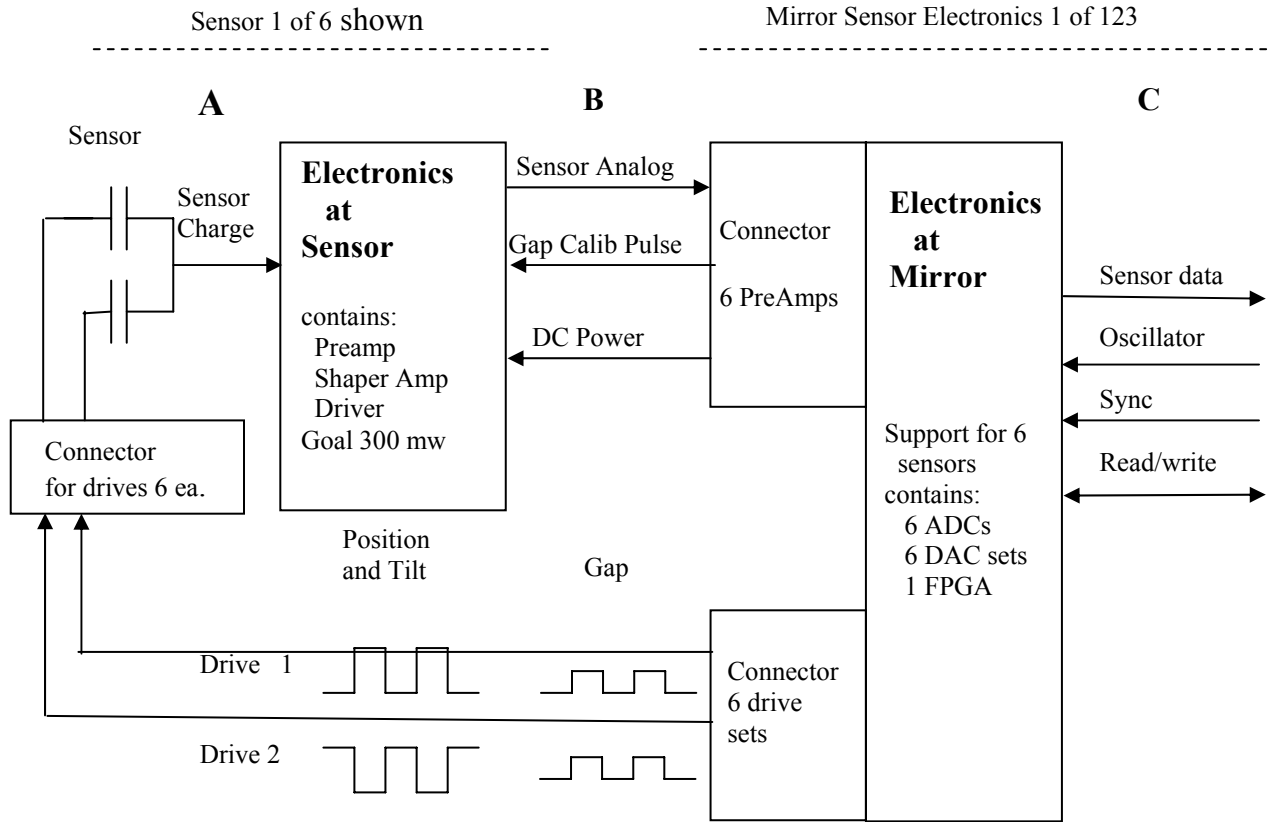 Sensor 1 of 6 shown
Mirror Sensor Electronics 1 of 123
A
B
C
Sensor
Sensor
Charge
Electronics
at
Sensor
contains:
Preamp
Shaper Amp
Driver
Goal 300 mw
Sensor Analog
Gap Calib Pulse
DC Power
Connector
6 PreAmps
Electronics
at
Mirror
Support for 6
sensors
contains:
6 ADCs
6 DAC sets
1 FPGA
Sensor data
Oscillator
Sync
Read/write
Connector
for drives 6 ea.
Position
and Tilt
Gap
Drive 1
Drive 2
Connector
6 drive
sets